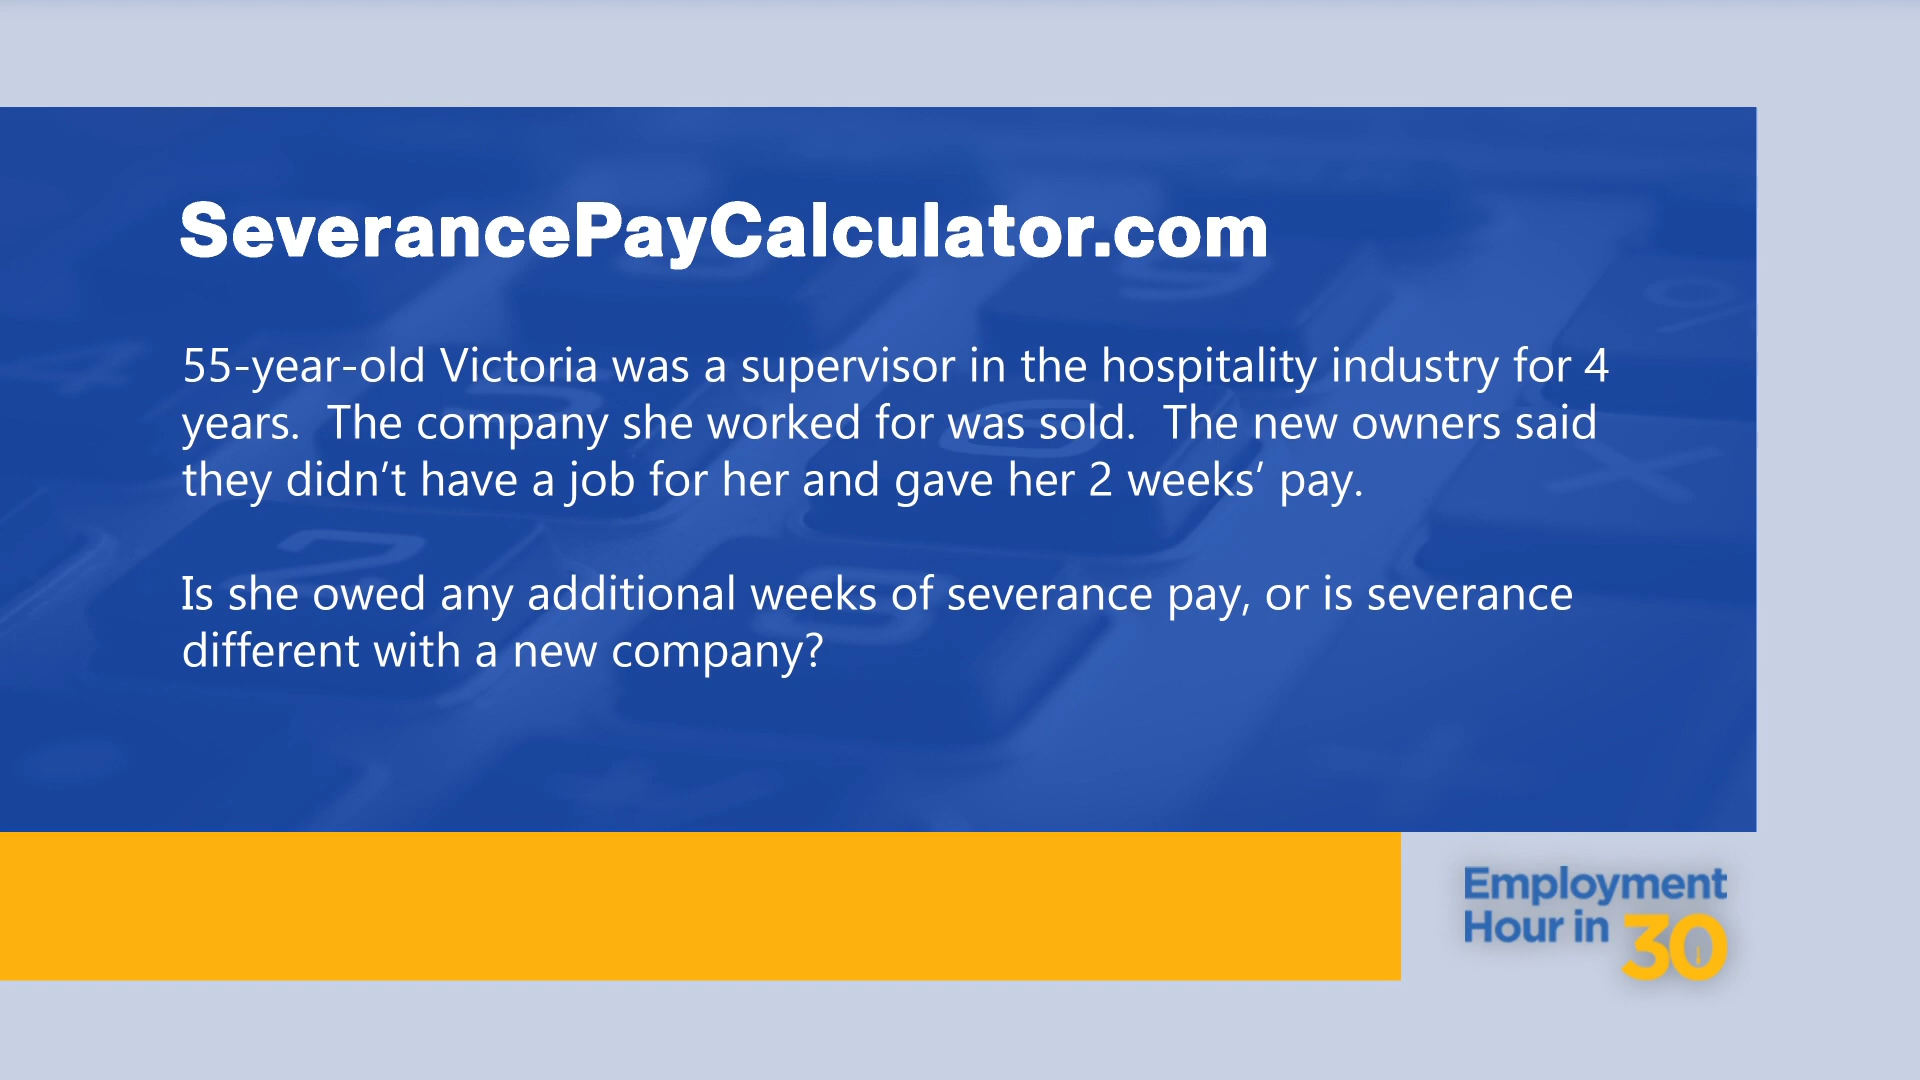 SeverancePayCalculator.com
55-year-old Victoria was a supervisor in the hospitality industry for 4
years.  The company she worked for was sold.  The new owners said
they didn’t have a job for her and gave her 2 weeks’ pay.
Is she owed any additional weeks of severance pay, or is severance
different with a new company?
Employment
Hour in 30